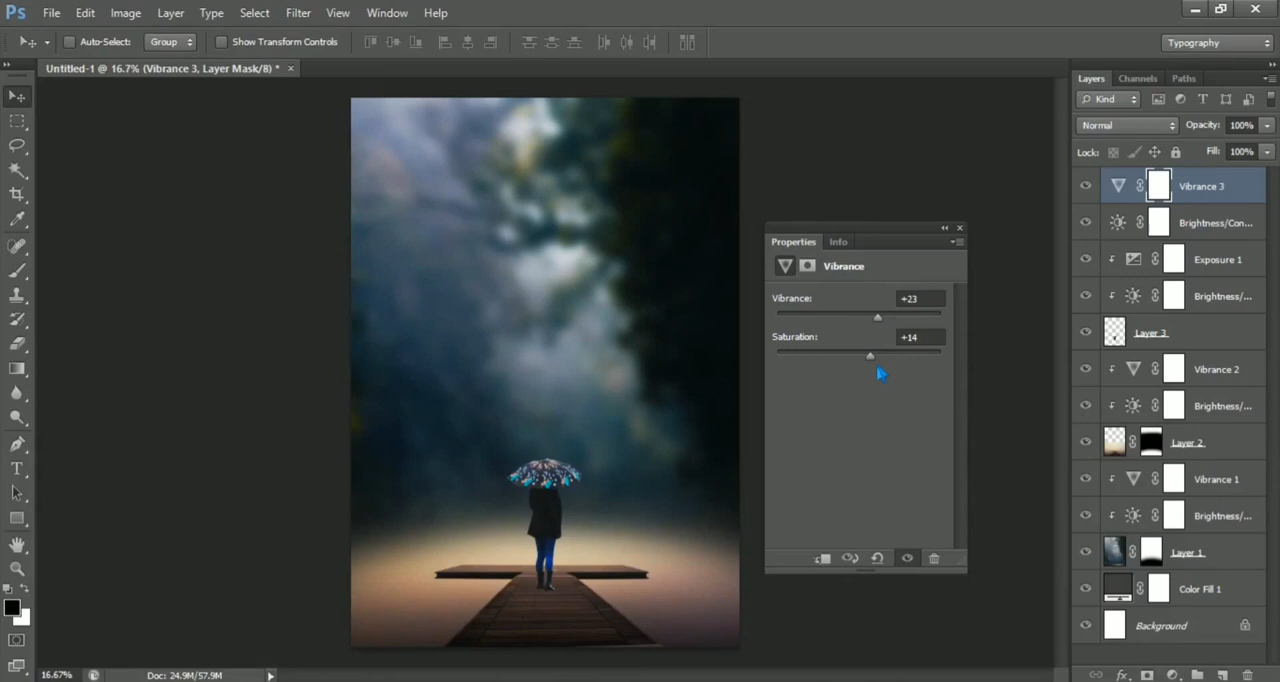 Ps File Edit Image Layer Type Select Filter View Window Help
Auto-Select: Group Show Transform Controls Typography
Untitled-1 @ 16.7% (Vibrance 3, Layer Mask/8) * ×
Layers Channels Paths
Kind
Normal Opacity: 100%
Lock: Fill: 100%
Vibrance 3
Brightness/Con...
Exposure 1
Brightness/...
Layer 3
Vibrance 2
Brightness/...
Layer 2
Vibrance 1
Brightness/...
Layer 1
Color Fill 1
Background
Properties Info
Vibrance
Vibrance: +23
Saturation: +14
16.67% Doc: 24.9M/57.9M